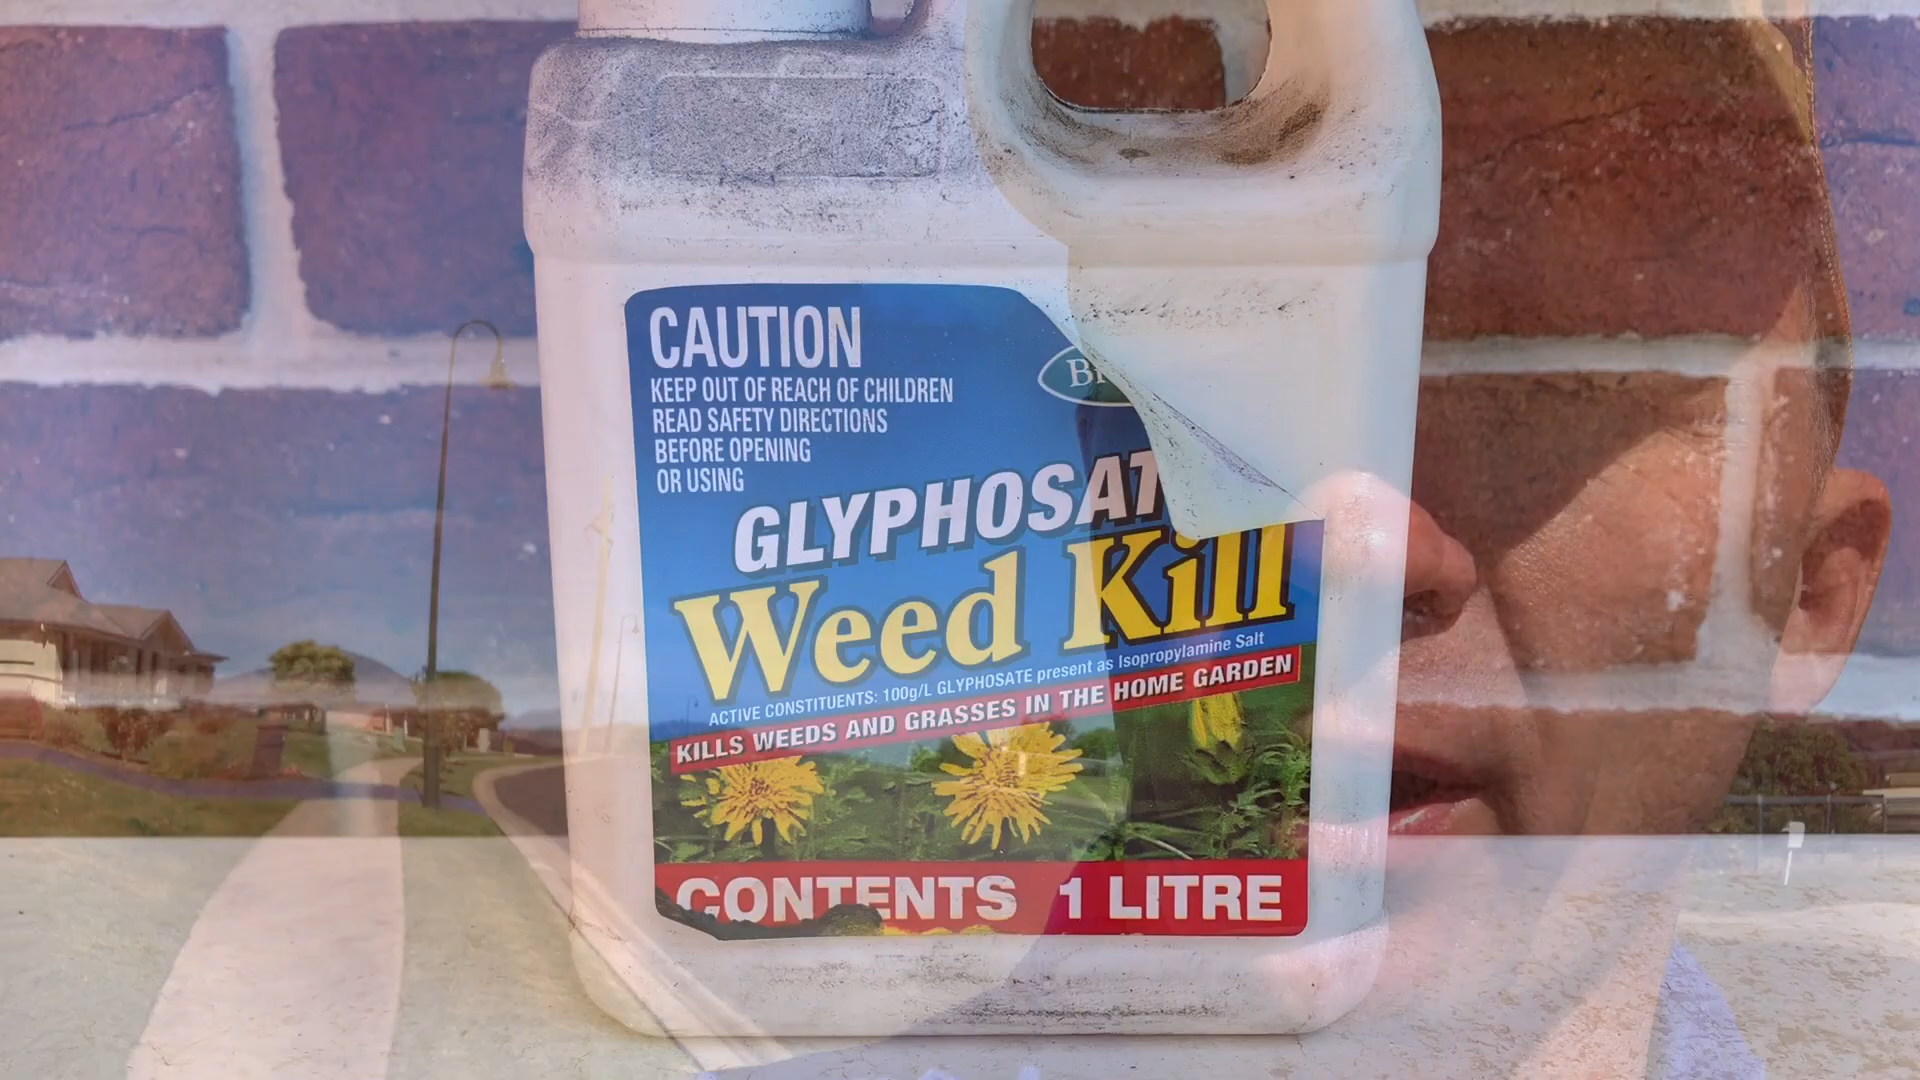 CAUTION
KEEP OUT OF REACH OF CHILDREN
READ SAFETY DIRECTIONS
BEFORE OPENING
OR USING
GLYPHOSAT
Weed Kill
ACTIVE CONSTITUENTS: 100g/L GLYPHOSATE present as Isopropylamine Salt
KILLS WEEDS AND GRASSES IN THE HOME GARDEN
CONTENTS 1 LITRE